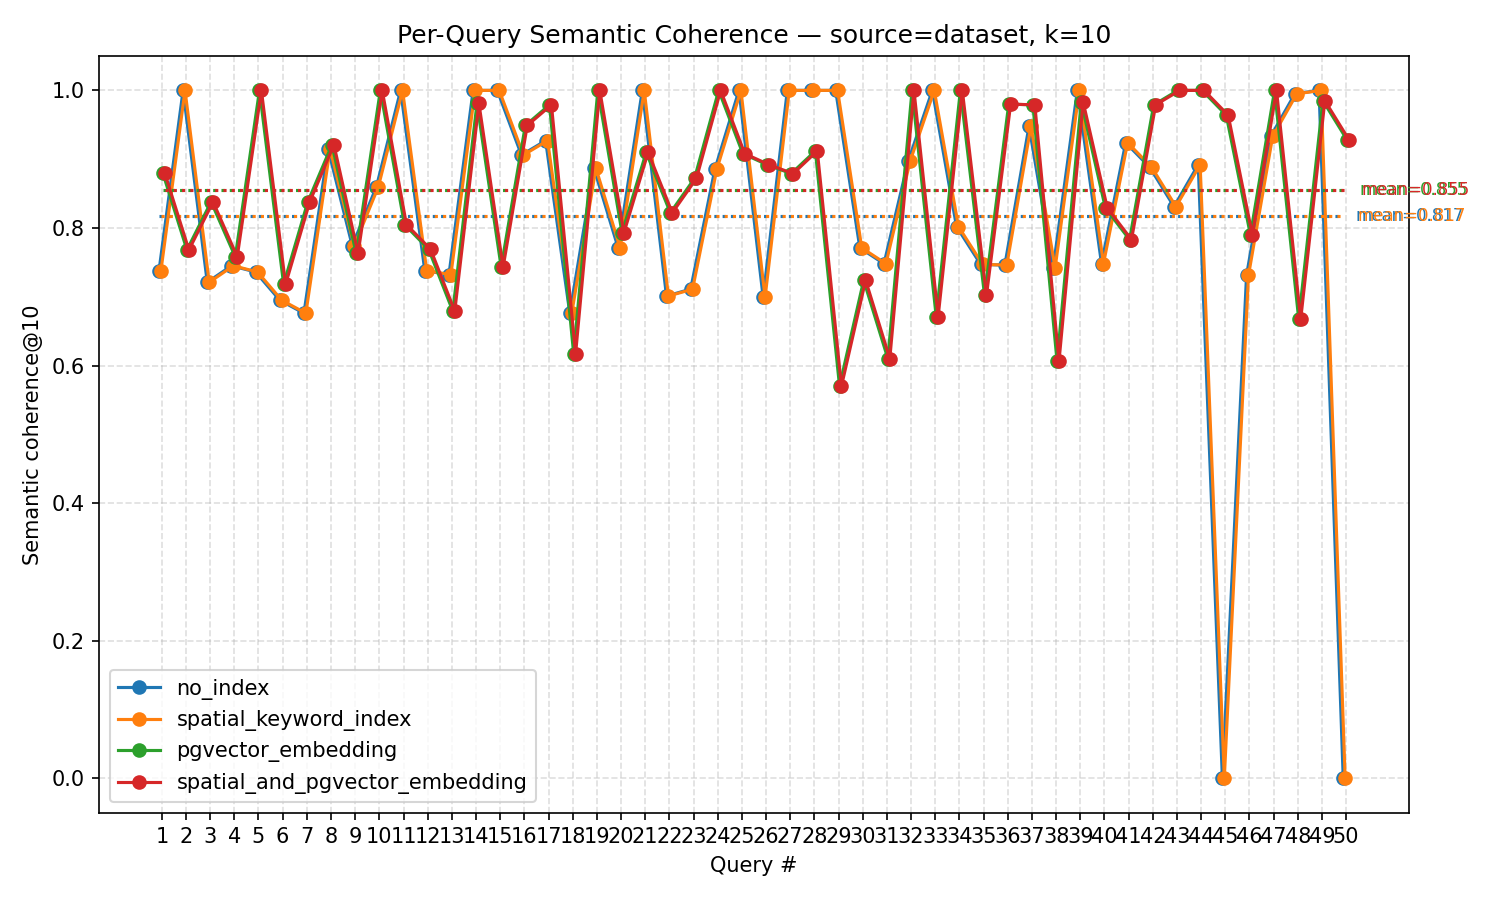 Per-Query Semantic Coherence — source=dataset, k=10
Semantic coherence@10
1.0
0.8
0.6
0.4
0.2
0.0
mean=0.855
mean=0.817
no_index
spatial_keyword_index
pgvector_embedding
spatial_and_pgvector_embedding
1 2 3 4 5 6 7 8 9 10 11 12 13 14 15 16 17 18 19 20 21 22 23 24 25 26 27 28 29 30 31 32 33 34 35 36 37 38 39 40 41 42 43 44 45 46 47 48 49 50
Query #